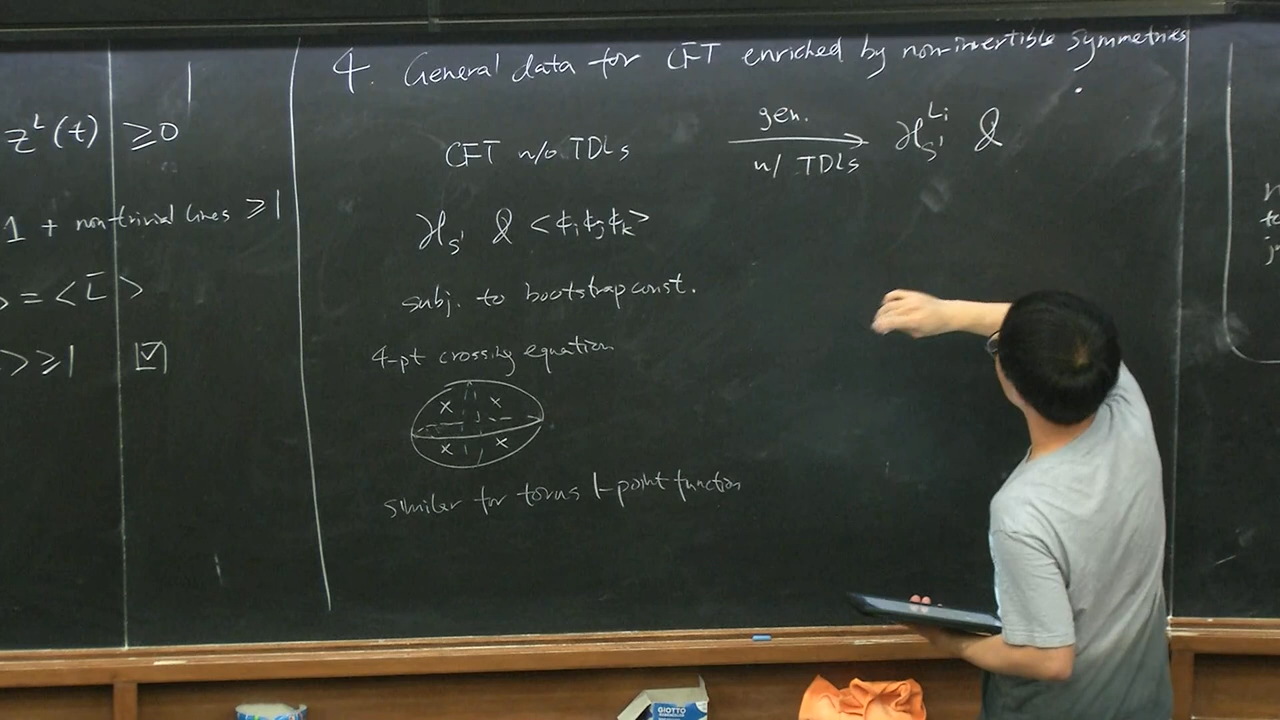 Z^L(t) ≥ 0
1 + non-trivial lines ≥ 1
> = <L̄>
> ≥ 1 ☑
4. General data for CFT enriched by non-invertible symmetries.
CFT w/o TDLs
gen.
w/ TDLs
H_{S^1}^{L_i} &
H_{S^1} & <ϕ_i ϕ_j ϕ_k>
subj. to bootstrap const.
4-pt crossing equation
similar for torus 1-point function
GIOTTO